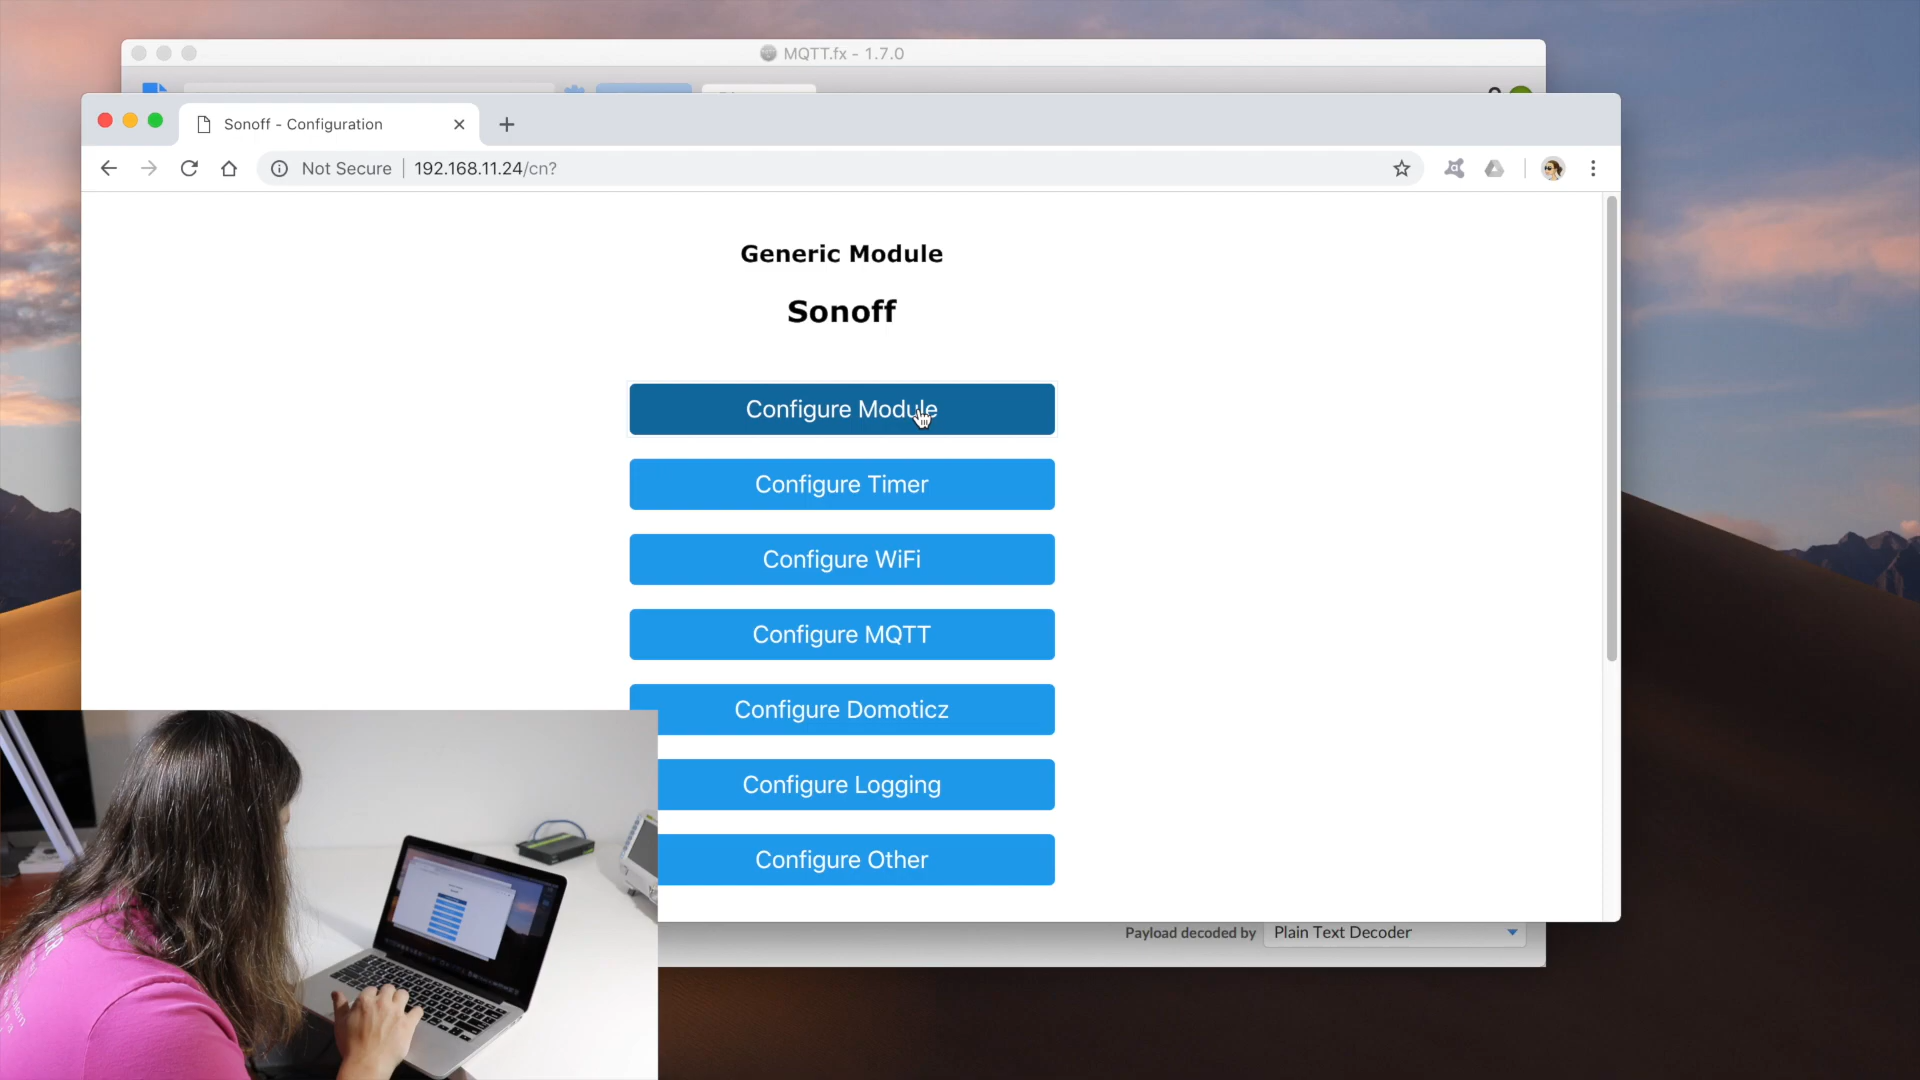 MQTT.fx - 1.7.0
Sonoff - Configuration
Not Secure 192.168.11.24/cn?
Generic Module
Sonoff
Configure Module
Configure Timer
Configure WiFi
Configure MQTT
Configure Domoticz
Configure Logging
Configure Other
Payload decoded by Plain Text Decoder